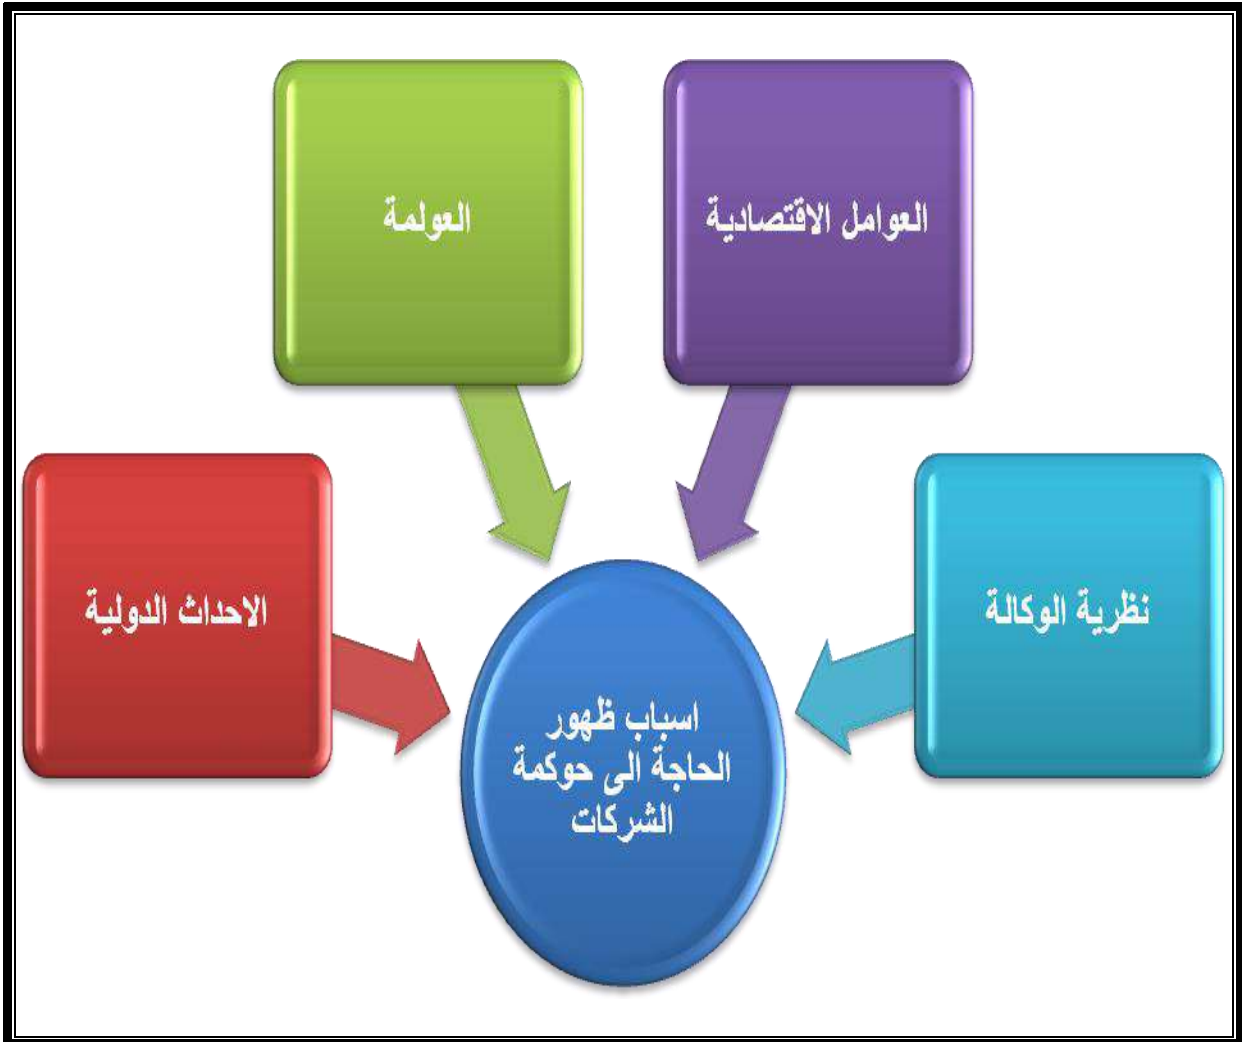 العوامل الاقتصادية
العولمة
نظرية الوكالة
الاحداث الدولية
اسباب ظهور
الحاجة الى حوكمة
الشركات